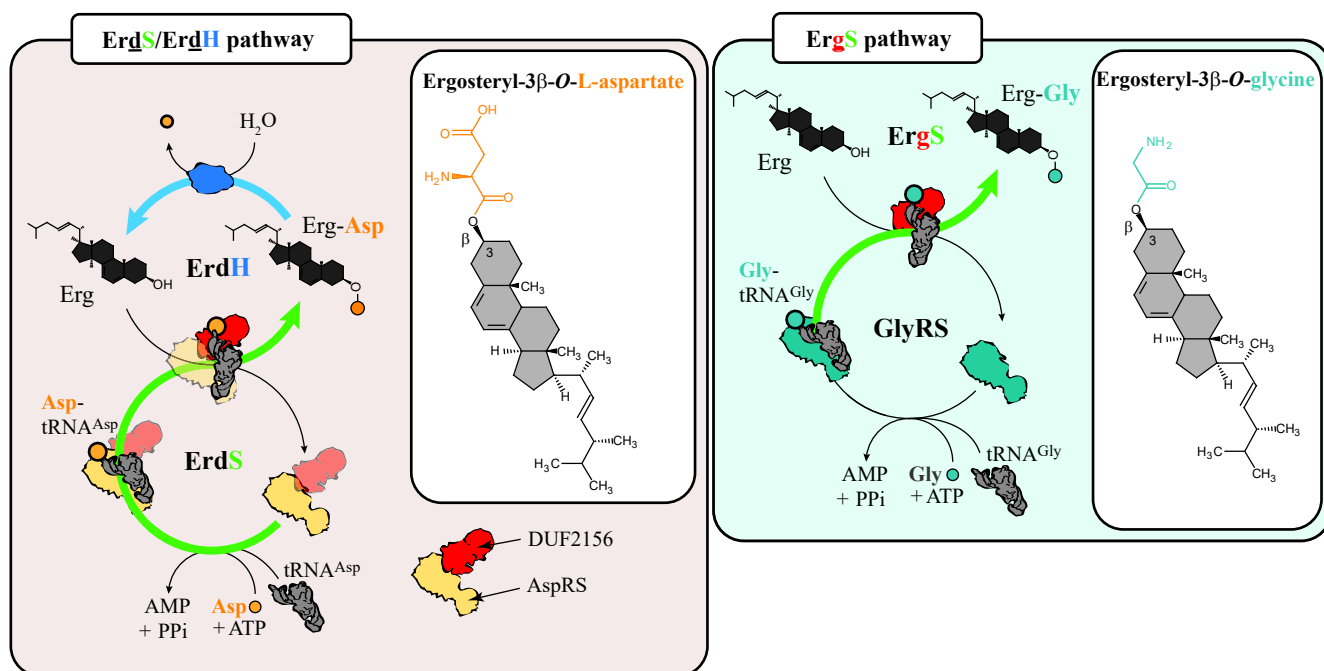 ErdS/ErdH pathway
H₂O
Erg-Asp
ErdH
Erg
OH
O
Asp-
tRNAAsp
ErdS
AMP
+ PPi
Asp
+ ATP
tRNAAsp
Ergosteryl-3β-O-L-aspartate
OH
O
H₂N
O
O
β
3
CH₃
H
CH₃
CH₃
H
H
CH₃
H₃C
CH₃
DUF2156
AspRS
ErgS pathway
Erg-Gly
ErgS
OH
Erg
O
Gly-
tRNAGly
GlyRS
AMP
+ PPi
Gly
+ ATP
tRNAGly
Ergosteryl-3β-O-glycine
NH₂
O
O
β
3
CH₃
H
CH₃
CH₃
H
H
CH₃
H₃C
CH₃